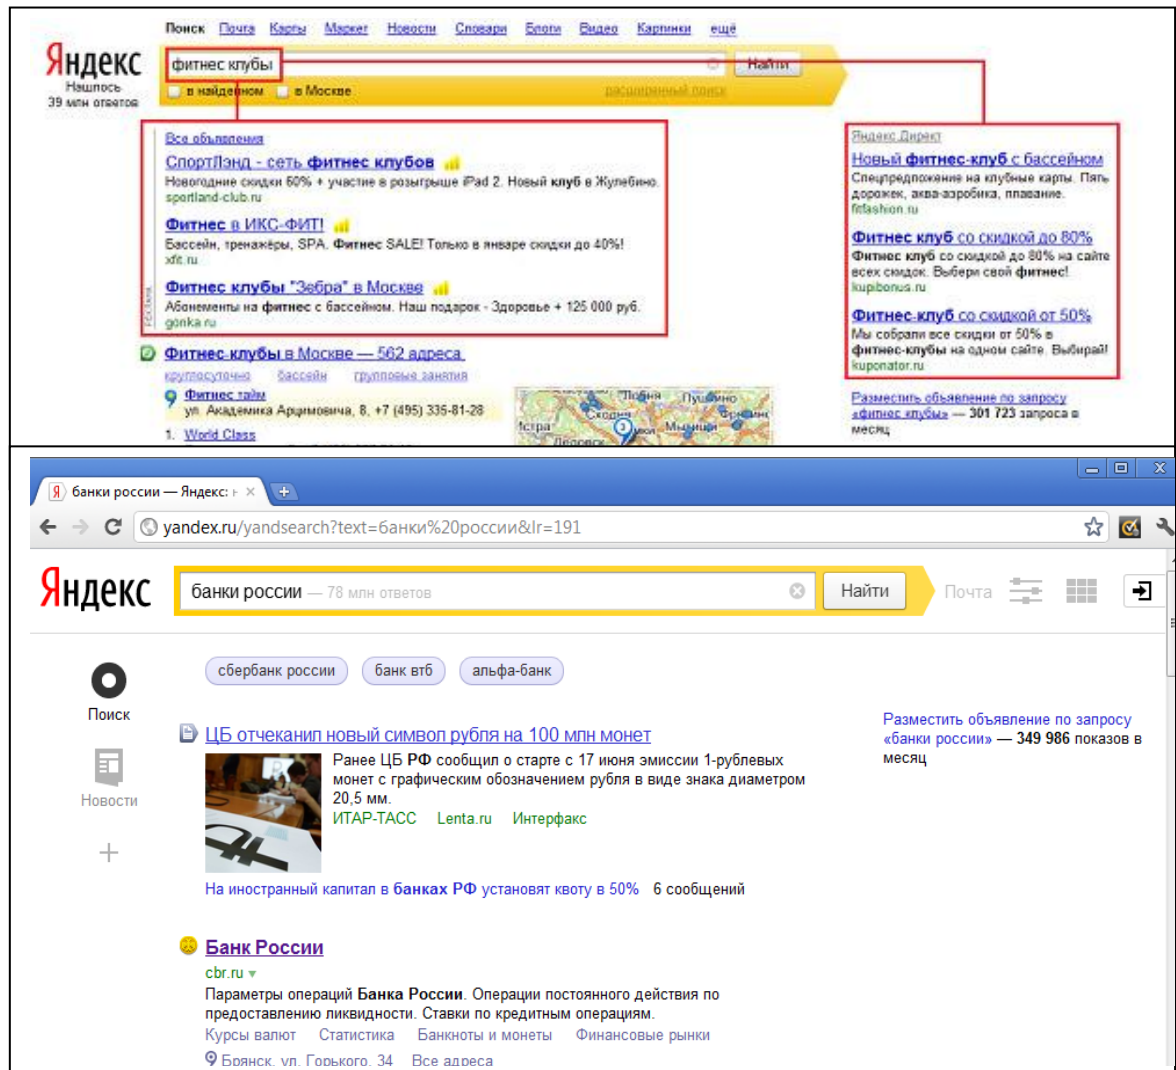 Поиск Почта Карты Маркет Новости Словари Блоги Видео Картинки ещё
Яндекс
фитнес клубы
Найти
Нашлось
39 млн ответов
в найденном в Москве
расширенный поиск
Все объявления
СпортЛэнд - сеть фитнес клубов
Новогодние скидки 60% + участие в розыгрыше iPad 2. Новый клуб в Жулебино.
sportland-club.ru
Фитнес в ИКС-ФИТ!
Бассейн, тренажёры, SPA. Фитнес SALE! Только в январе скидки до 40%!
xfit.ru
Фитнес клубы "Зебра" в Москве
Абонементы на фитнес с бассейном. Наш подарок - Здоровье + 125 000 руб.
gonka.ru
реклама
Яндекс.Директ
Новый фитнес-клуб с бассейном
Спецпредложение на клубные карты. Пять
дорожек, аква-аэробика, плавание.
fitfashion.ru
Фитнес клуб со скидкой до 80%
Фитнес клуб со скидкой до 80% на сайте
всех скидок. Выбери свой фитнес!
kupibonus.ru
Фитнес-клуб со скидкой от 50%
Мы собрали все скидки от 50% в
фитнес-клубы на одном сайте. Выбирай!
kuponator.ru
Фитнес-клубы в Москве — 562 адреса
круглосуточно бассейн групповые занятия
Фитнес тайм
ул. Академика Арцимовича, 8, +7 (495) 335-81-28
1. World Class
Лобня Пушкино
Сходня
Истра Мытищи
Дедовск
Разместить объявление по запросу
«фитнес клубы» — 301 723 запроса в
месяц
банки россии — Яндекс: н
yandex.ru/yandsearch?text=банки%20россии&lr=191
Яндекс
банки россии — 78 млн ответов
Найти
Почта
сбербанк россии банк втб альфа-банк
Поиск
Новости
ЦБ отчеканил новый символ рубля на 100 млн монет
Ранее ЦБ РФ сообщил о старте с 17 июня эмиссии 1-рублевых
монет с графическим обозначением рубля в виде знака диаметром
20,5 мм.
ИТАР-ТАСС Lenta.ru Интерфакс
На иностранный капитал в банках РФ установят квоту в 50% 6 сообщений
Разместить объявление по запросу
«банки россии» — 349 986 показов в
месяц
Банк России
cbr.ru
Параметры операций Банка России. Операции постоянного действия по
предоставлению ликвидности. Ставки по кредитным операциям.
Курсы валют Статистика Банкноты и монеты Финансовые рынки
Брянск, ул. Горького, 34 Все адреса